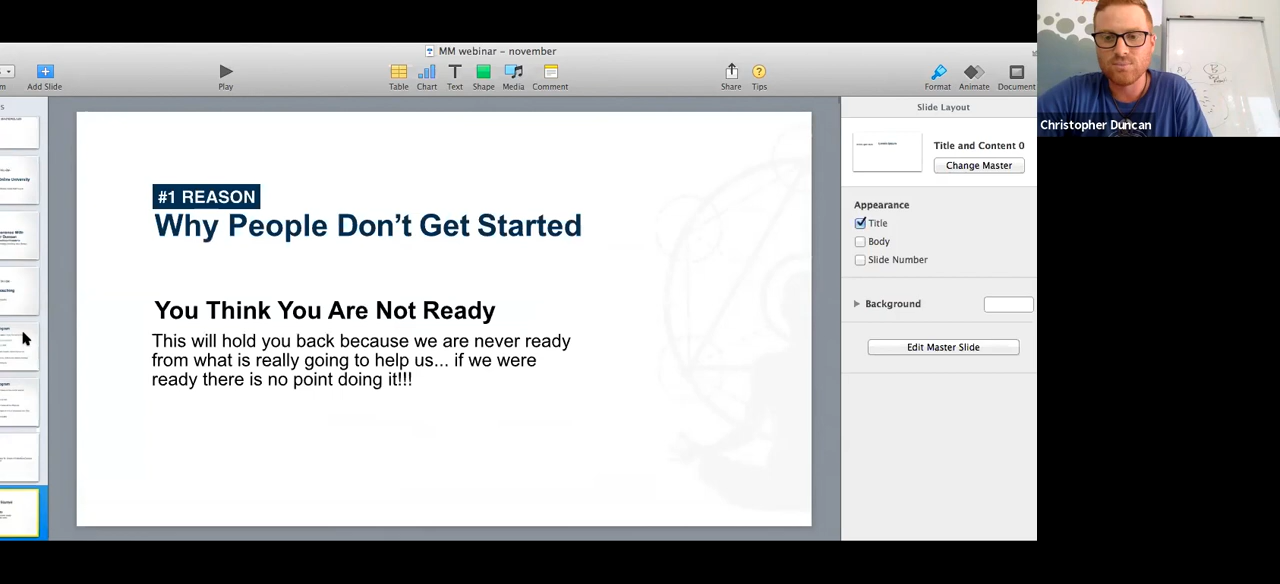 MM webinar – november
Add Slide
Play
Table
Chart
Text
Shape
Media
Comment
Share
Tips
Format
Animate
Document
Slide Layout
Title and Content 0
Change Master
Appearance
Title
Body
Slide Number
Background
Edit Master Slide
#1 REASON
Why People Don’t Get Started
You Think You Are Not Ready
This will hold you back because we are never ready
from what is really going to help us... if we were
ready there is no point doing it!!!
Christopher Duncan